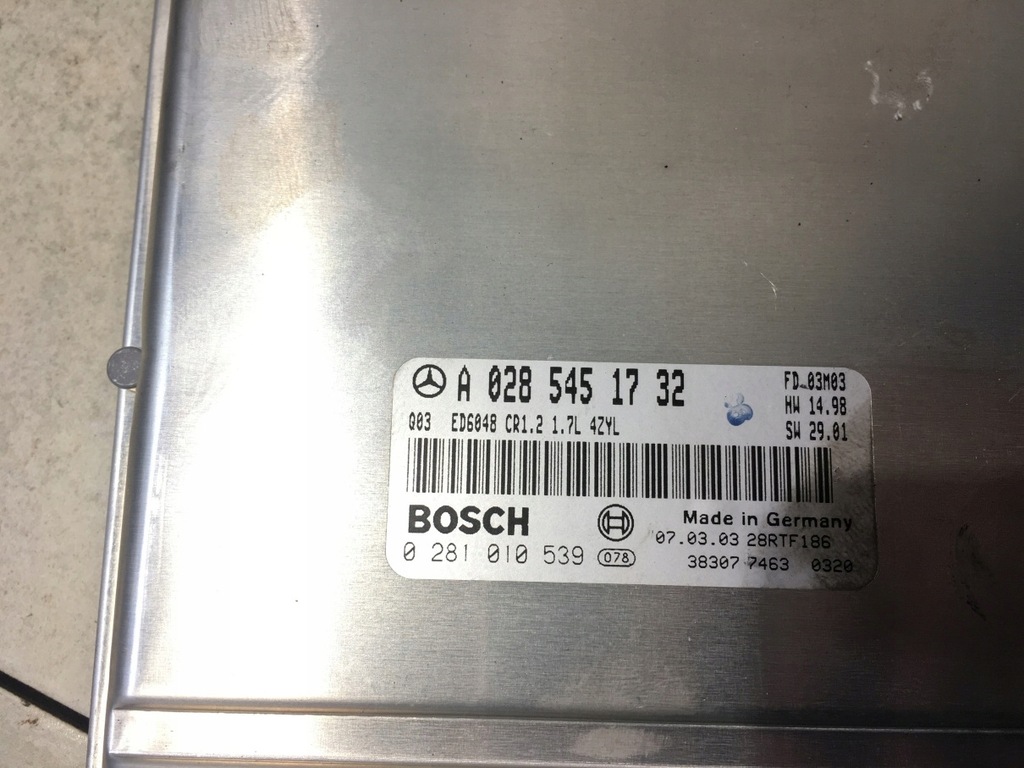 A 028 545 17 32
FD 03M03
HW 14.98
Q03 ED6048 CR1.2 1.7L 4ZYL
SW 29.01
BOSCH
Made in Germany
07.03.03 28RTF186
0 281 010 539 078
38307 7463 0320